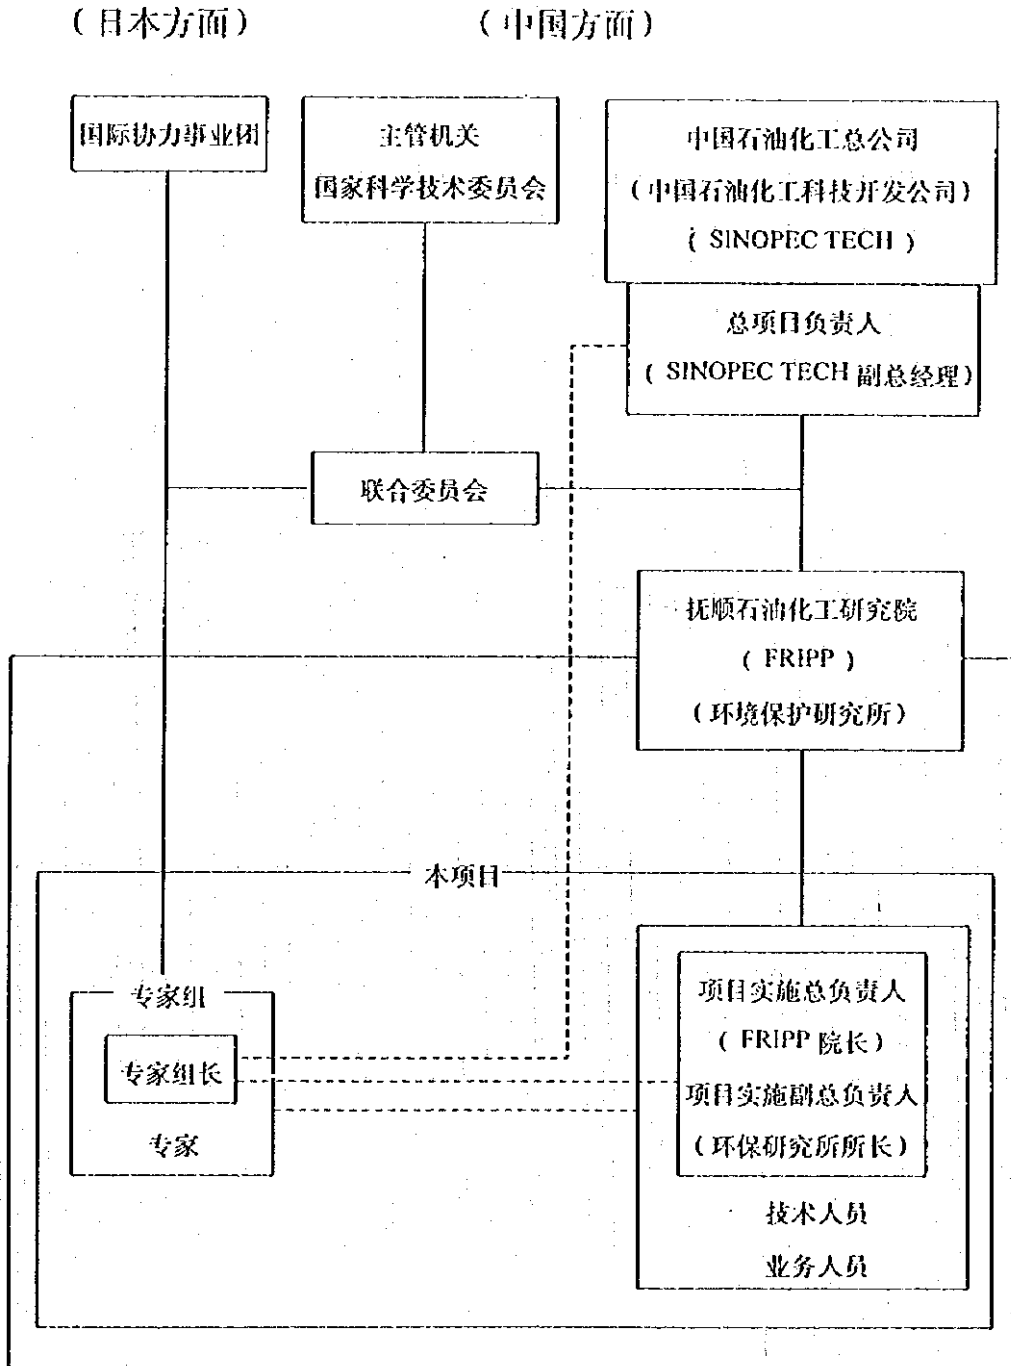 (日本方面)
(中国方面)
国际协力事业团
主管机关
国家科学技术委员会
中国石油化工总公司
(中国石油化工科技开发公司)
(SINOPEC TECH)
总项目负责人
(SINOPEC TECH 副总经理)
联合委员会
抚顺石油化工研究院
(FRIPP)
(环境保护研究所)
本项目
专家组
专家组长
专家
项目实施总负责人
(FRIPP 院长)
项目实施副总负责人
(环保研究所所长)
技术人员
业务人员